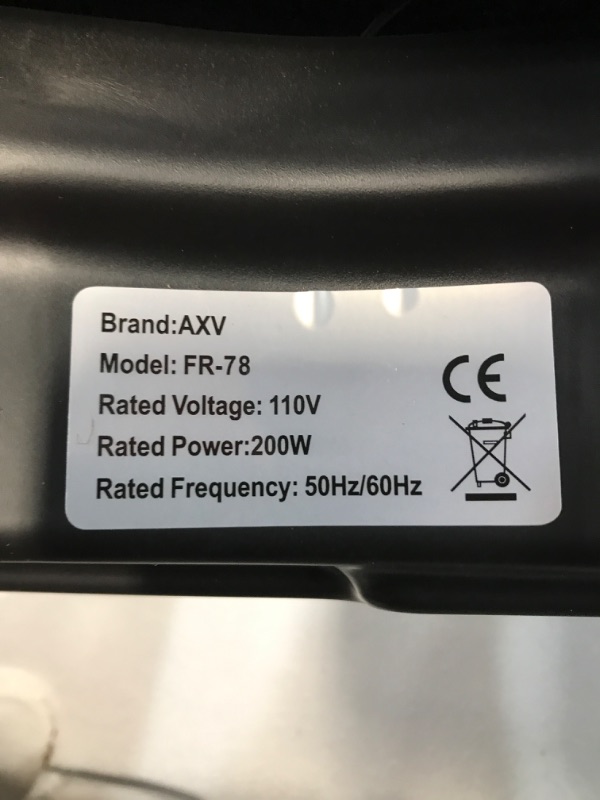 Brand:AXV
Model: FR-78
Rated Voltage: 110V
Rated Power:200W
Rated Frequency: 50Hz/60Hz
CE